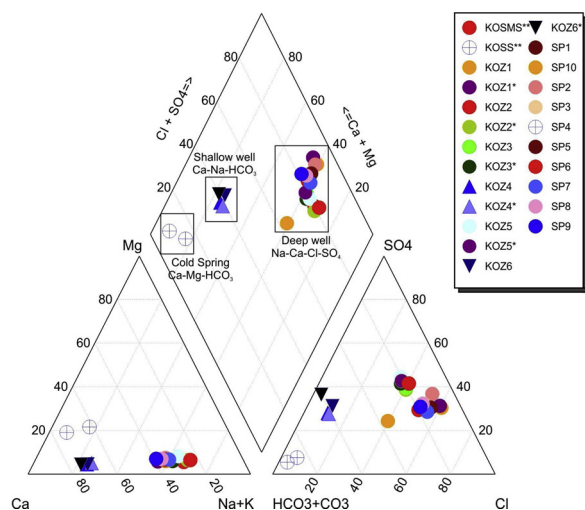 80
80
60
60
Cl + SO4=>
<=Ca + Mg
40
40
Shallow well
Ca-Na-HCO3
20
20
Mg
SO4
Cold Spring
Ca-Mg-HCO3
Deep well
Na-Ca-Cl-SO4
80
80
60
60
40
40
20
20
Ca
80
60
40
20
Na+K
HCO3+CO3
20
40
60
80
Cl
KOSMS**
KOSS**
KOZ1
KOZ1*
KOZ2
KOZ2*
KOZ3
KOZ3*
KOZ4
KOZ4*
KOZ5
KOZ5*
KOZ6
KOZ6*
SP1
SP10
SP2
SP3
SP4
SP5
SP6
SP7
SP8
SP9